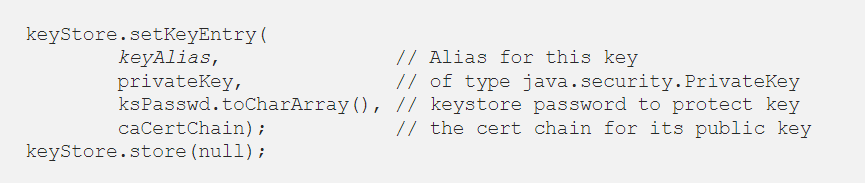 keyStore.setKeyEntry(
        keyAlias,               // Alias for this key
        privateKey,             // of type java.security.PrivateKey
        ksPasswd.toCharArray(), // keystore password to protect key
        caCertChain);           // the cert chain for its public key
keyStore.store(null);